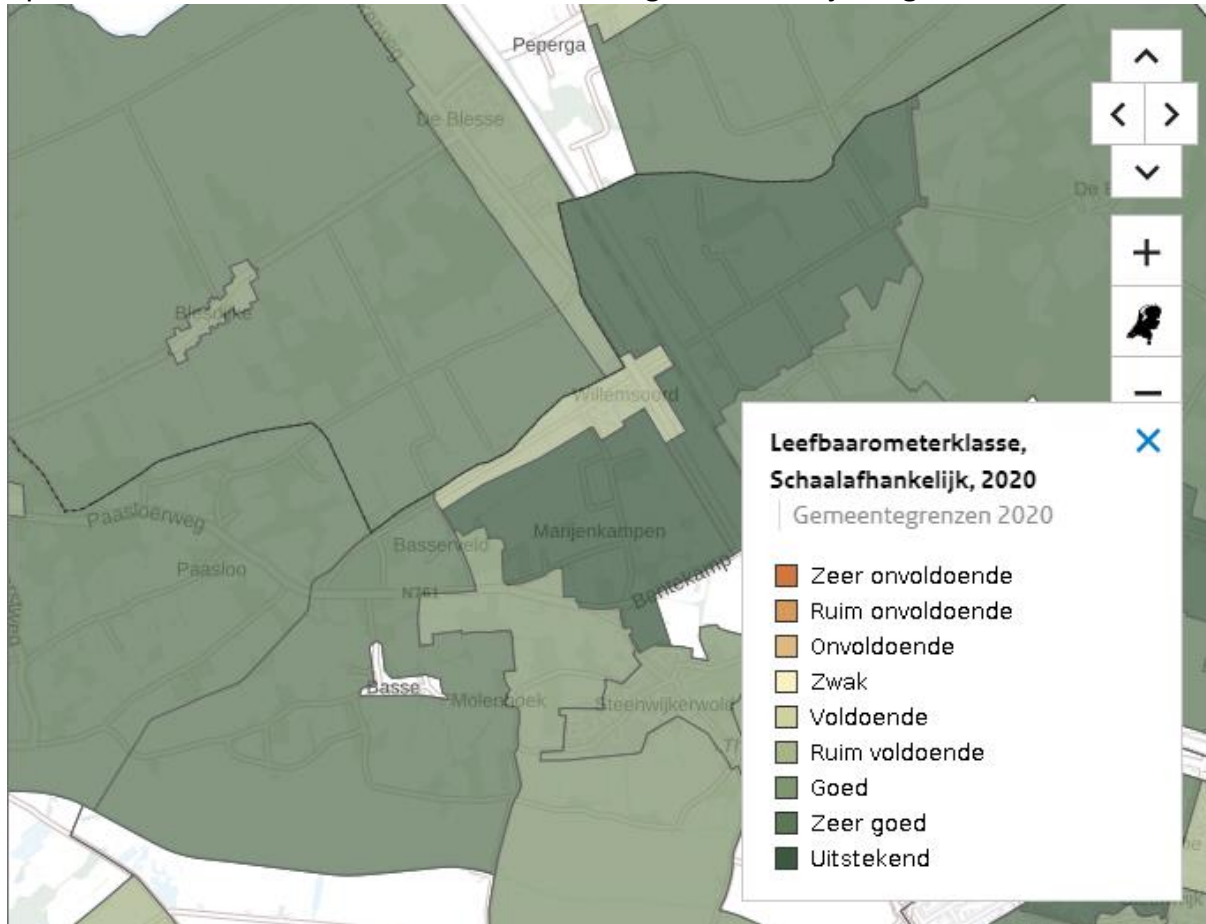 Peperga
De Blesse
Blesdijke
Willemsoord
Paasloerweg
Marijenkampen
Basserveld
Paasloo
N761
Bentekamp
Basse
Molenhoek
Steenwijkerwold
Leefbaarometerklasse,
Schaalafhankelijk, 2020
Gemeentegrenzen 2020
Zeer onvoldoende
Ruim onvoldoende
Onvoldoende
Zwak
Voldoende
Ruim voldoende
Goed
Zeer goed
Uitstekend